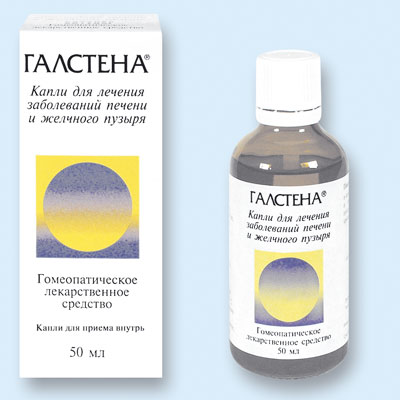 ГАЛСТЕНА®
Капли для лечения
заболеваний печени
и желчного пузыря
Гомеопатическое
лекарственное
средство
Капли для приема внутрь
50 мл
ГАЛСТЕНА®
Капли для лечения
заболеваний печени
и желчного пузыря
Гомеопатическое
лекарственное средство
50 мл